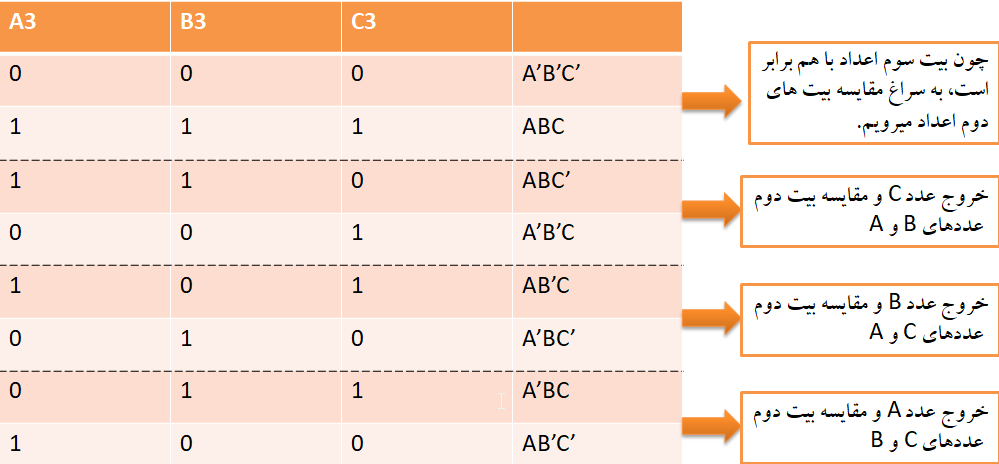 A3 B3 C3
0 0 0 A’B’C’
1 1 1 ABC
1 1 0 ABC’
0 0 1 A’B’C
1 0 1 AB’C
0 1 0 A’BC’
0 1 1 A’BC
1 0 0 AB’C’
چون بیت سوم اعداد با هم برابر
است، به سراغ مقایسه بیت های
دوم اعداد میرویم.
خروج عدد C و مقایسه بیت دوم
عددهای B و A
خروج عدد B و مقایسه بیت دوم
عددهای C و A
خروج عدد A و مقایسه بیت دوم
عددهای C و B